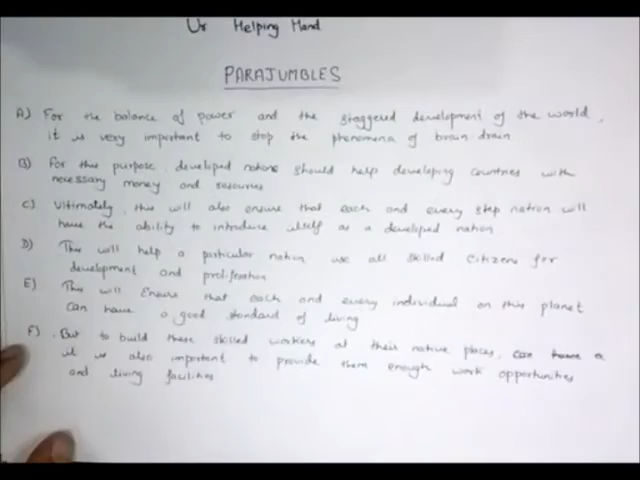 Ur Helping Hand
PARAJUMBLES
A) For the balance of power and the staggered development of the world,
it is very important to stop the phenomena of brain drain
B) For this purpose, developed nations should help developing countries with
necessary money and resources
C) Ultimately, this will also ensure that each and every step nation will
have the ability to introduce itself as a developed nation
D) This will help a particular nation use all skilled citizens for
development and proliferation
E) This will Ensure that each and every individual on this planet
can have a good standard of living
F) But to build these skilled workers at their native places, can have a
it is also important to provide them enough work opportunities
and living facilities